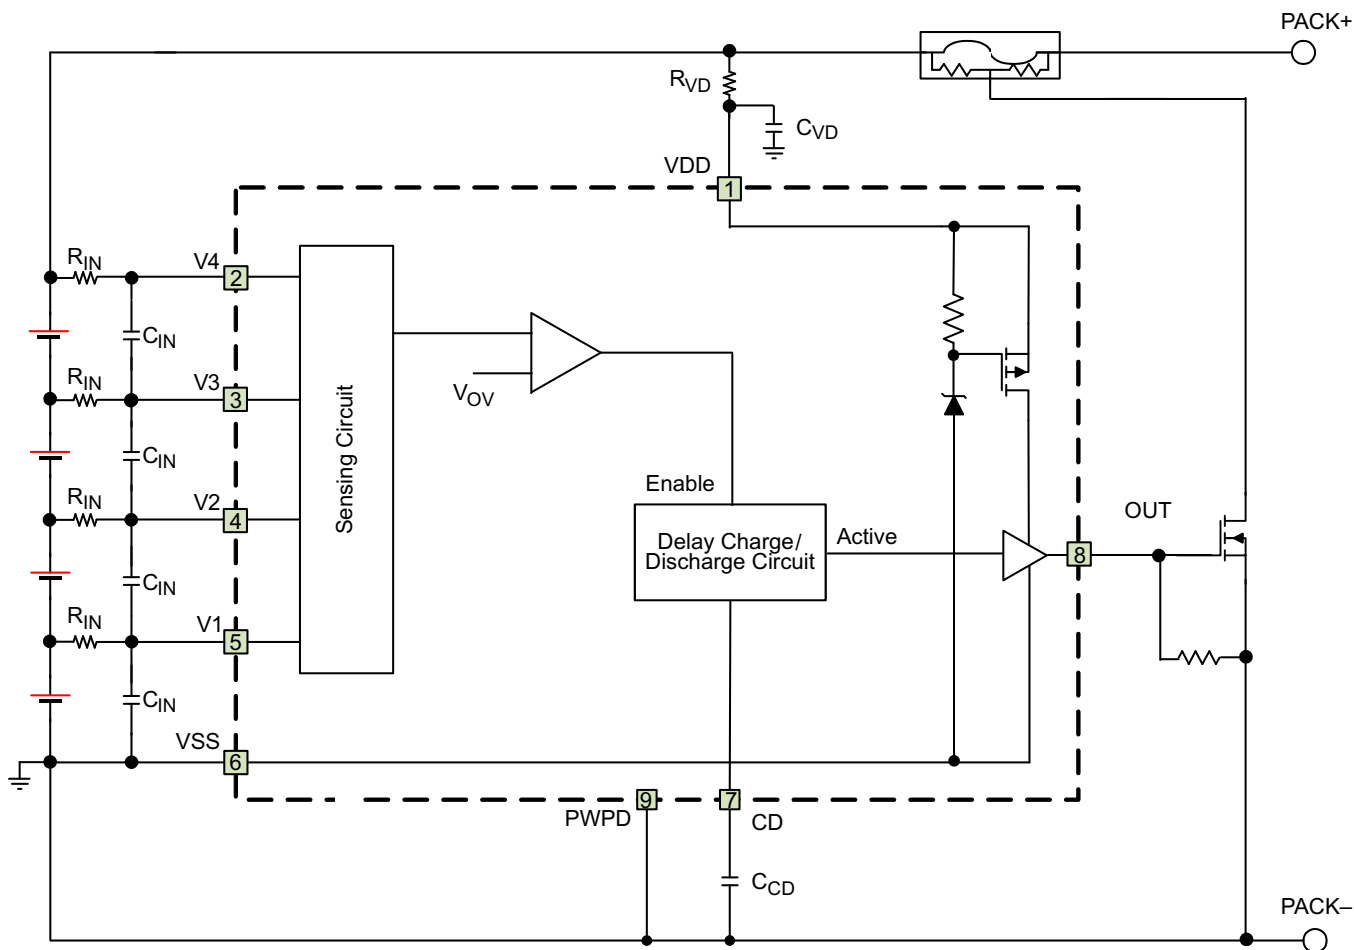 PACK+
RVD
CVD
VDD
1
RIN
V4
2
CIN
RIN
V3
3
VOV
Sensing Circuit
CIN
RIN
V2
4
Enable
OUT
Delay Charge/
Discharge Circuit
Active
8
CIN
RIN
V1
5
CIN
VSS
6
PWPD
9
7
CD
CCD
PACK–